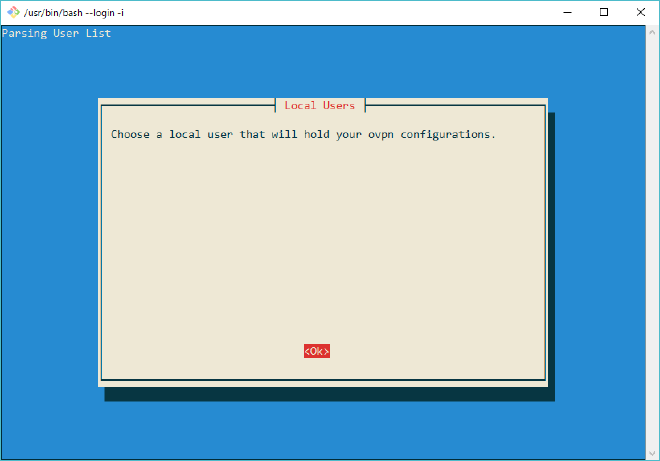 /usr/bin/bash --login -i
Parsing User List
Local Users
Choose a local user that will hold your ovpn configurations.
<Ok>